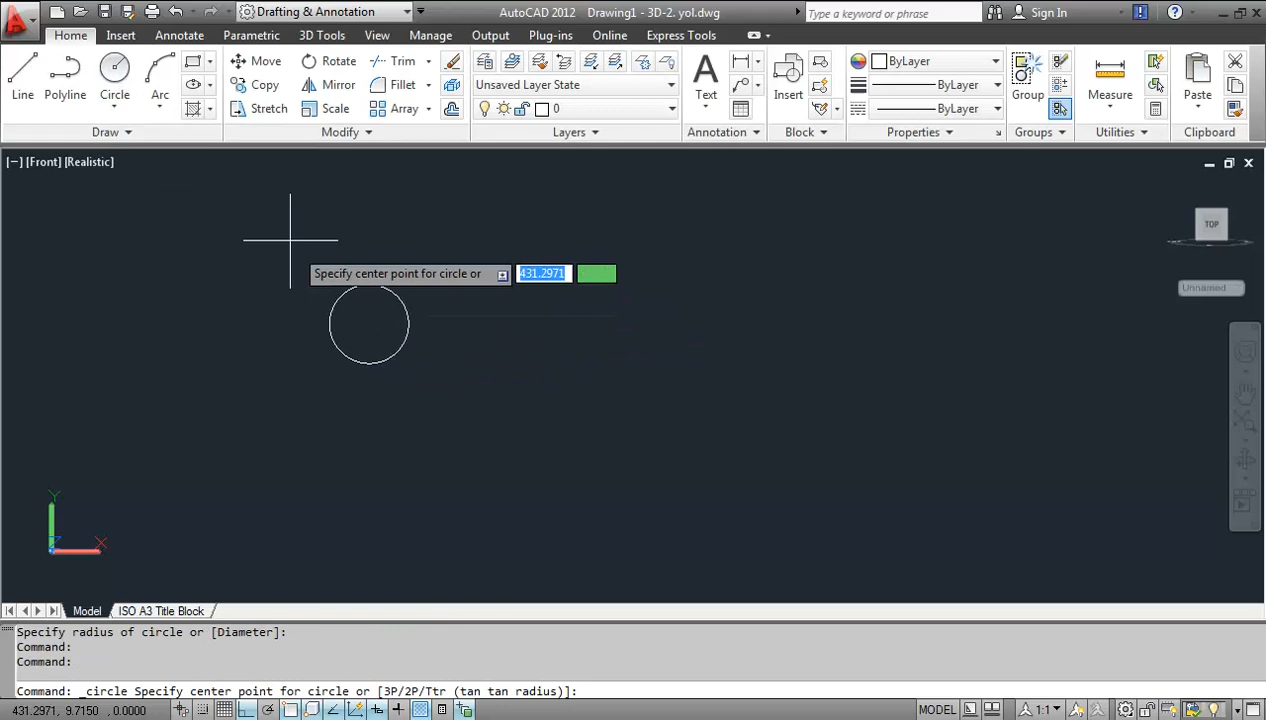 Drafting & Annotation
AutoCAD 2012 Drawing1 - 3D-2. yol.dwg
Type a keyword or phrase
Sign In
Home Insert Annotate Parametric 3D Tools View Manage Output Plug-ins Online Express Tools
Line Polyline Circle Arc
Move Rotate Trim
Copy Mirror Fillet
Stretch Scale Array
Unsaved Layer State
0
Text
Insert
ByLayer
ByLayer
ByLayer
Group
Measure
Paste
Draw Modify Layers Annotation Block Properties Groups Utilities Clipboard
[−] [Front] [Realistic]
TOP
Specify center point for circle or 431.2971
Unnamed
Y
Z
X
Model ISO A3 Title Block
Specify radius of circle or [Diameter]:
Command:
Command:
Command: _circle Specify center point for circle or [3P/2P/Ttr (tan tan radius)]:
431.2971, 9.7150, 0.0000
MODEL
1:1